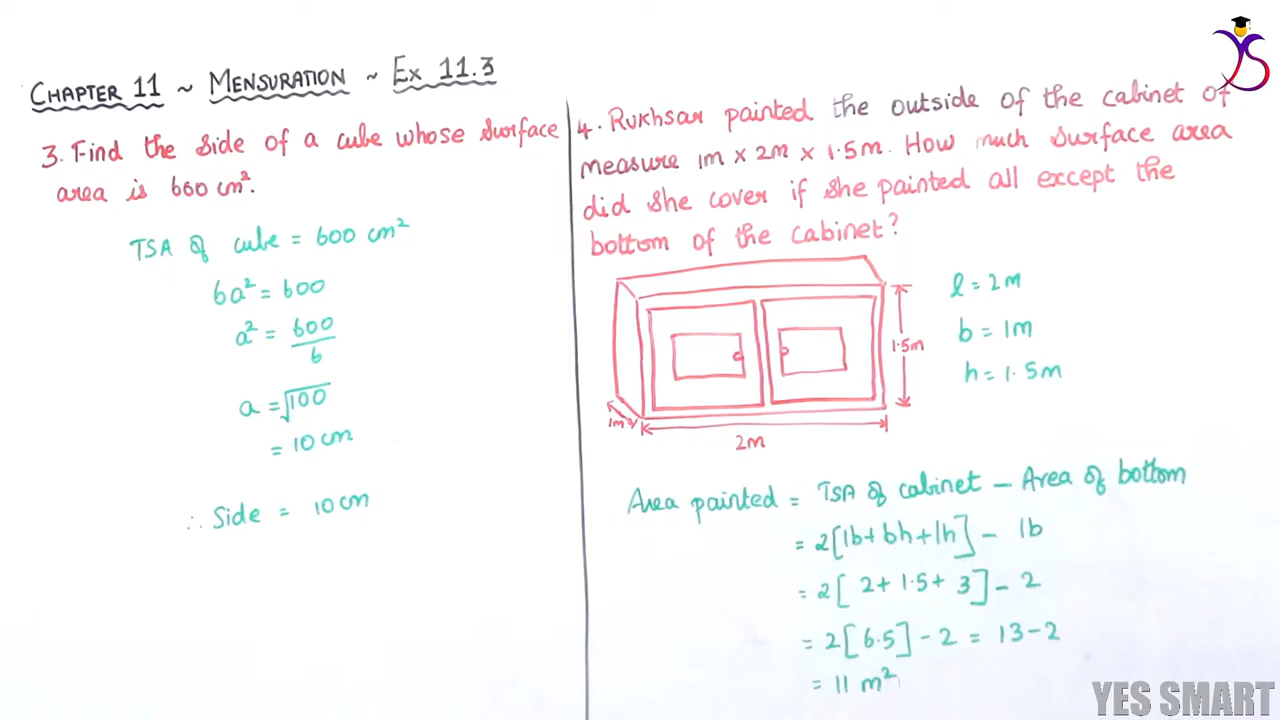 CHAPTER 11 ~ MENSURATION ~ Ex 11.3
3. Find the side of a cube whose surface
area is 600 cm².
TSA of cube = 600 cm²
6a² = 600
a² = 600/6
a = √100
= 10 cm
∴ Side = 10 cm
4. Rukhsar painted the outside of the cabinet of
measure 1m x 2m x 1.5m. How much surface area
did she cover if she painted all except the
bottom of the cabinet?
l = 2m
b = 1m
h = 1.5m
1.5m
1m
2m
Area painted = TSA of cabinet – Area of bottom
= 2[lb + bh + lh] – lb
= 2[2 + 1.5 + 3] – 2
= 2[6.5] – 2 = 13 – 2
= 11 m²
YES SMART